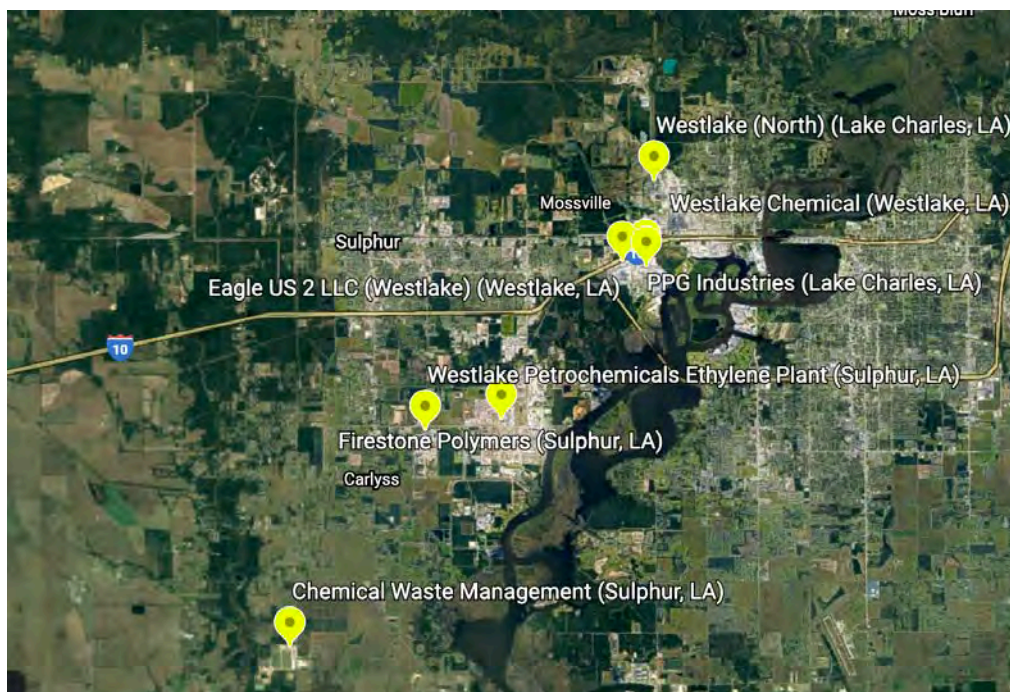 Moss Bluff
Westlake (North) (Lake Charles, LA)
Mossville
Westlake Chemical (Westlake, LA)
Sulphur
Eagle US 2 LLC (Westlake) (Westlake, LA)
PPG Industries (Lake Charles, LA)
10
Westlake Petrochemicals Ethylene Plant (Sulphur, LA)
Firestone Polymers (Sulphur, LA)
Carlyss
Chemical Waste Management (Sulphur, LA)